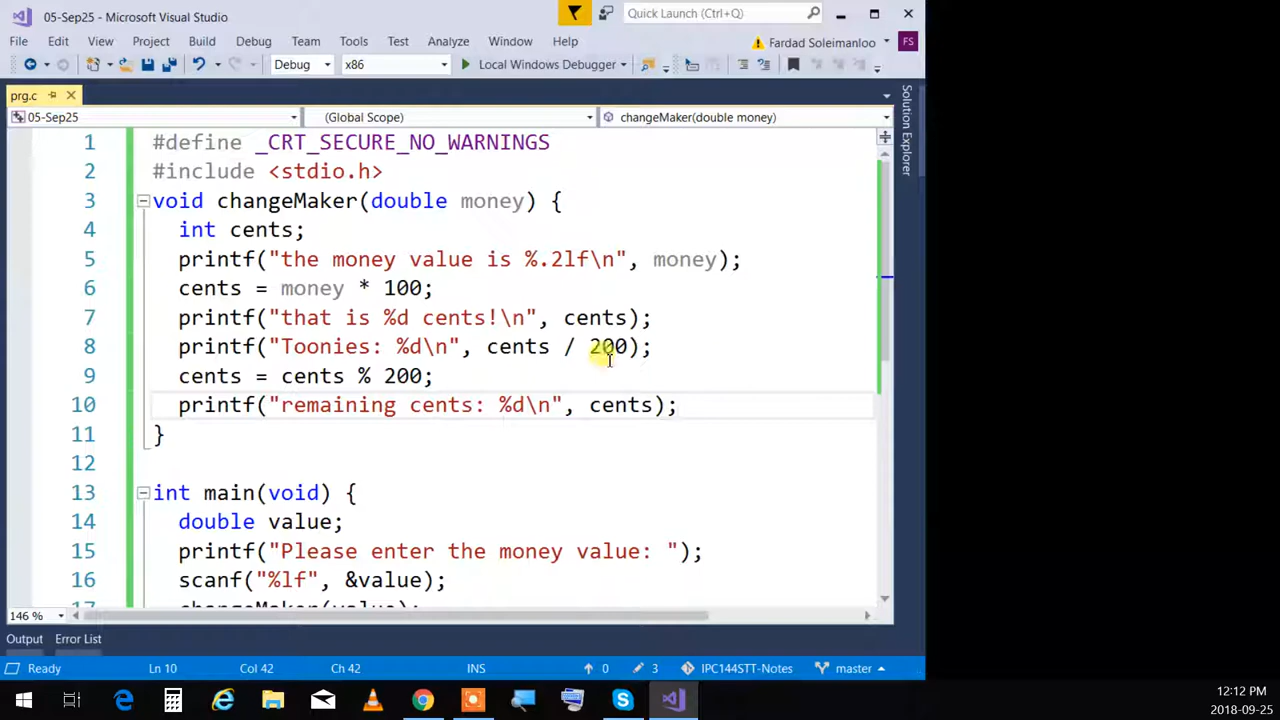 05-Sep25 - Microsoft Visual Studio
Quick Launch (Ctrl+Q)
File Edit View Project Build Debug Team Tools Test Analyze Window Help
Fardad Soleimanloo FS
Debug x86 Local Windows Debugger
prg.c
05-Sep25 (Global Scope) changeMaker(double money)
Solution Explorer
1 #define _CRT_SECURE_NO_WARNINGS
2 #include <stdio.h>
3 void changeMaker(double money) {
4 int cents;
5 printf("the money value is %.2lf\n", money);
6 cents = money * 100;
7 printf("that is %d cents!\n", cents);
8 printf("Toonies: %d\n", cents / 200);
9 cents = cents % 200;
10 printf("remaining cents: %d\n", cents);
11 }
12
13 int main(void) {
14 double value;
15 printf("Please enter the money value: ");
16 scanf("%lf", &value);
17 changeMaker(value);
146 %
Output Error List
Ready Ln 10 Col 42 Ch 42 INS 0 3 IPC144STT-Notes master
12:12 PM
2018-09-25